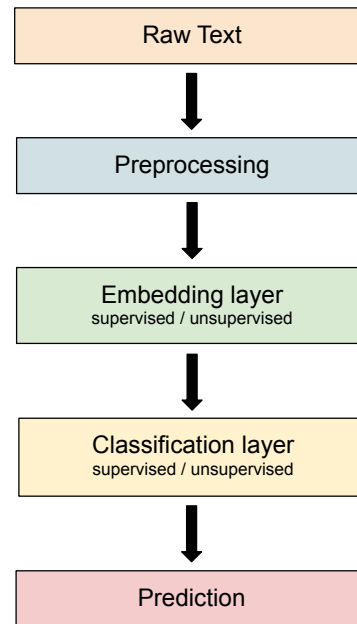 Raw Text
Preprocessing
Embedding layer
supervised / unsupervised
Classification layer
supervised / unsupervised
Prediction